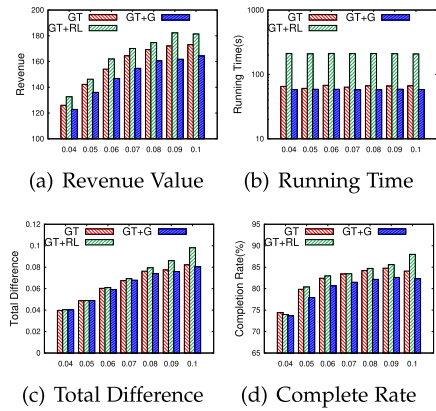 GT GT+G
GT+RL
Revenue
200
180
160
140
120
100
0.04 0.05 0.06 0.07 0.08 0.09 0.1
(a) Revenue Value
GT GT+G
GT+RL
Running Time(s)
1000
100
10
0.04 0.05 0.06 0.07 0.08 0.09 0.1
(b) Running Time
GT GT+G
GT+RL
Total Difference
0.12
0.1
0.08
0.06
0.04
0.02
0
0.04 0.05 0.06 0.07 0.08 0.09 0.1
(c) Total Difference
GT GT+G
GT+RL
Completion Rate(%)
95
90
85
80
75
70
65
0.04 0.05 0.06 0.07 0.08 0.09 0.1
(d) Complete Rate